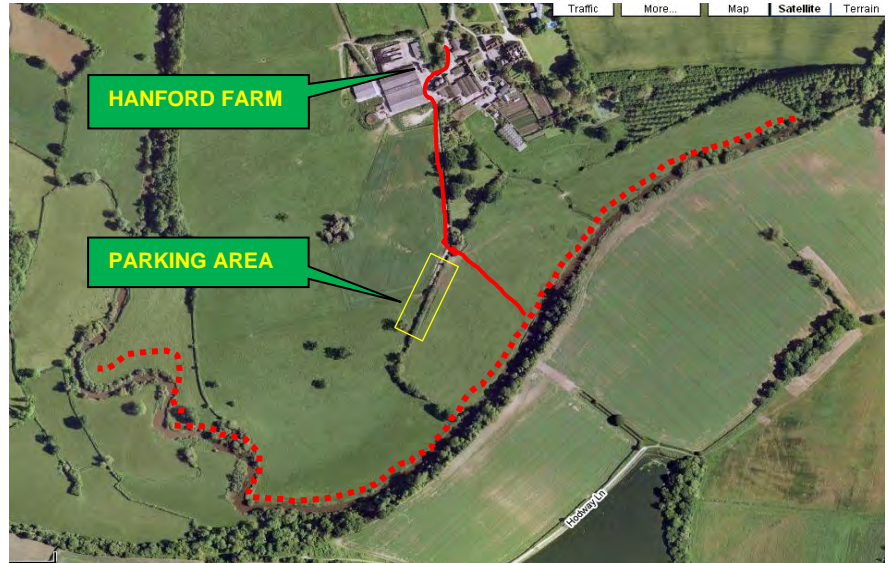 Traffic
More...
Map
Satellite
Terrain
HANFORD FARM
PARKING AREA
Hodway Ln